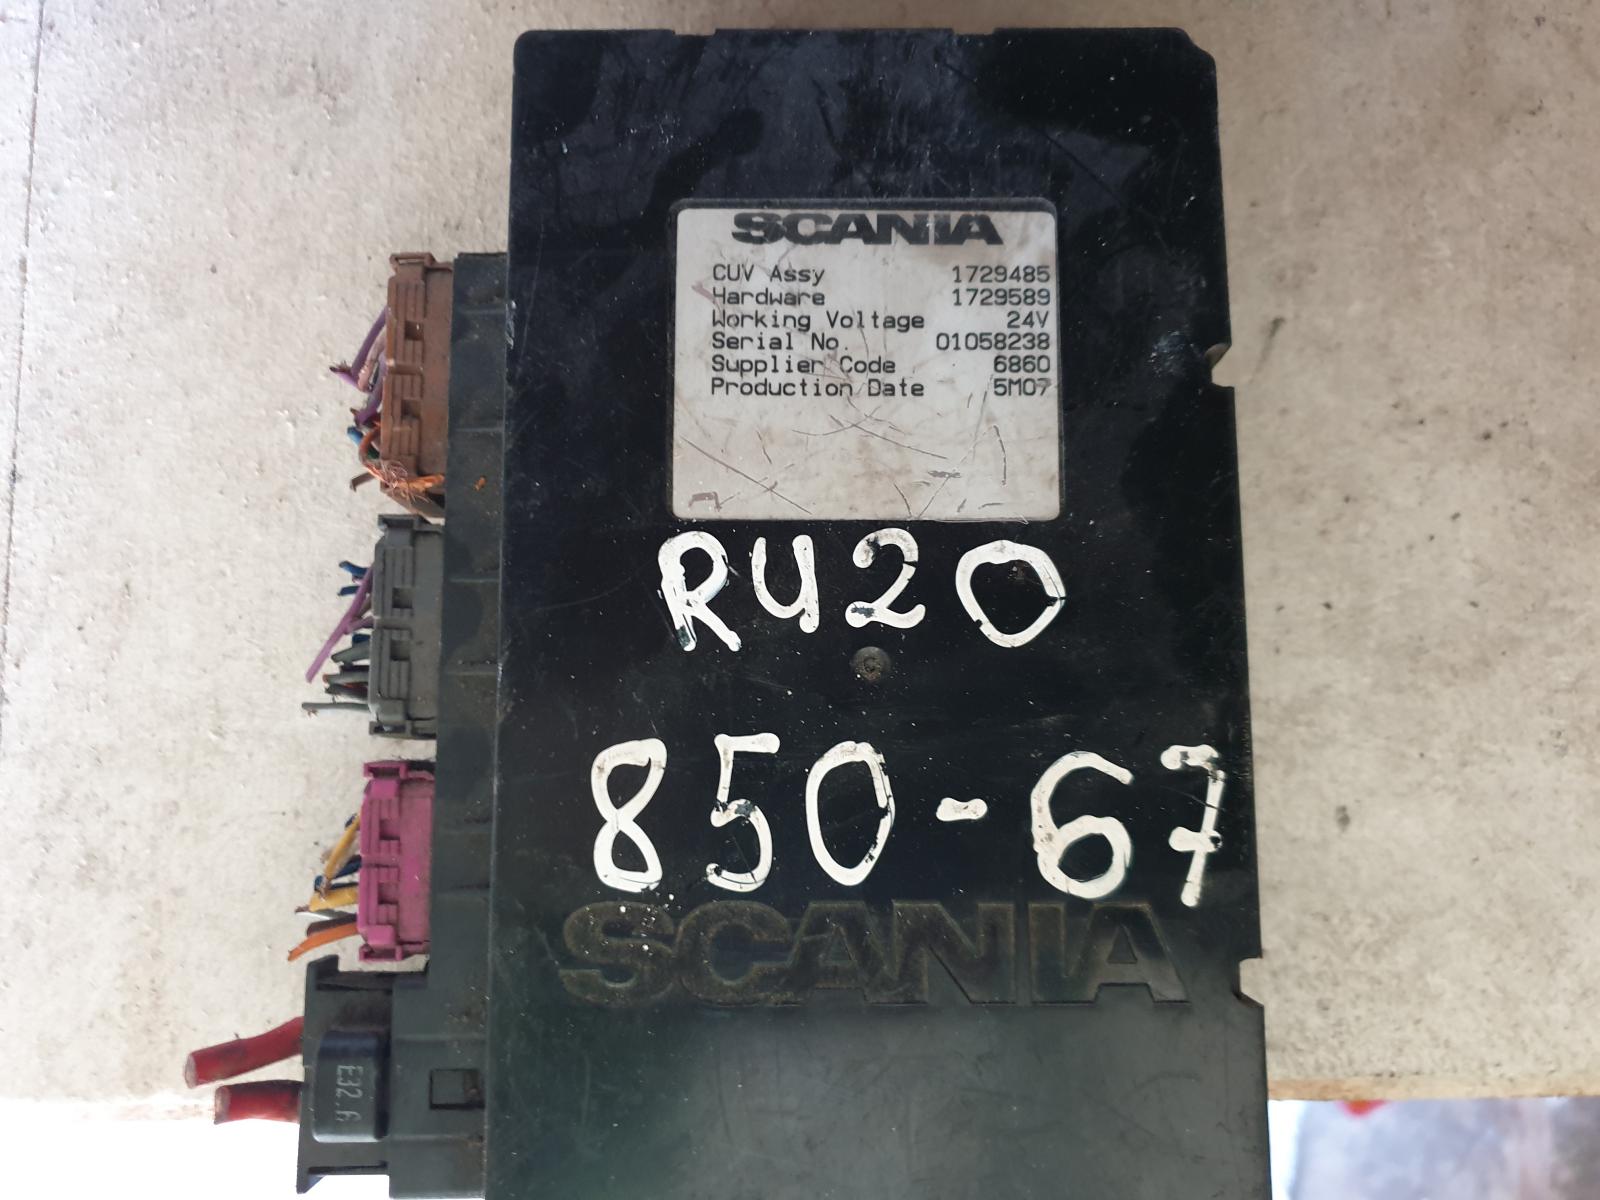 SCANIA
CUV Assy 1729485
Hardware 1729589
Working Voltage 24V
Serial No. 01058238
Supplier Code 6860
Production Date 5M07
RU20
850-67
SCANIA
E32.A